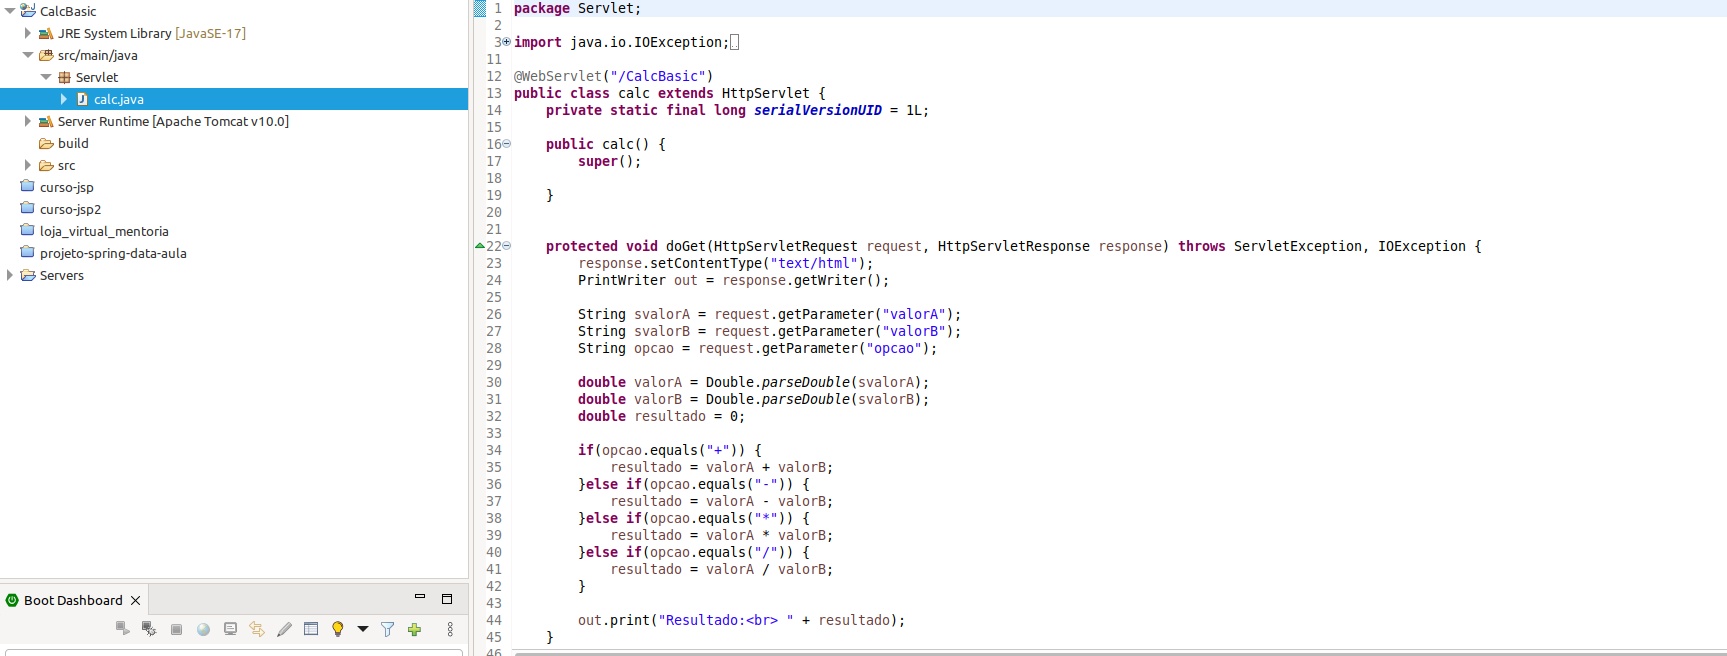 CalcBasic
JRE System Library [JavaSE-17]
src/main/java
Servlet
calc.java
Server Runtime [Apache Tomcat v10.0]
build
src
curso-jsp
curso-jsp2
loja_virtual_mentoria
projeto-spring-data-aula
Servers
Boot Dashboard
1 package Servlet;
2
3 import java.io.IOException;
11
12 @WebServlet("/CalcBasic")
13 public class calc extends HttpServlet {
14 private static final long serialVersionUID = 1L;
15
16 public calc() {
17 super();
18
19 }
20
21
22 protected void doGet(HttpServletRequest request, HttpServletResponse response) throws ServletException, IOException {
23 response.setContentType("text/html");
24 PrintWriter out = response.getWriter();
25
26 String svalorA = request.getParameter("valorA");
27 String svalorB = request.getParameter("valorB");
28 String opcao = request.getParameter("opcao");
29
30 double valorA = Double.parseDouble(svalorA);
31 double valorB = Double.parseDouble(svalorB);
32 double resultado = 0;
33
34 if(opcao.equals("+")) {
35 resultado = valorA + valorB;
36 }else if(opcao.equals("-")) {
37 resultado = valorA - valorB;
38 }else if(opcao.equals("*")) {
39 resultado = valorA * valorB;
40 }else if(opcao.equals("/")) {
41 resultado = valorA / valorB;
42 }
43
44 out.print("Resultado:<br> " + resultado);
45 }
46